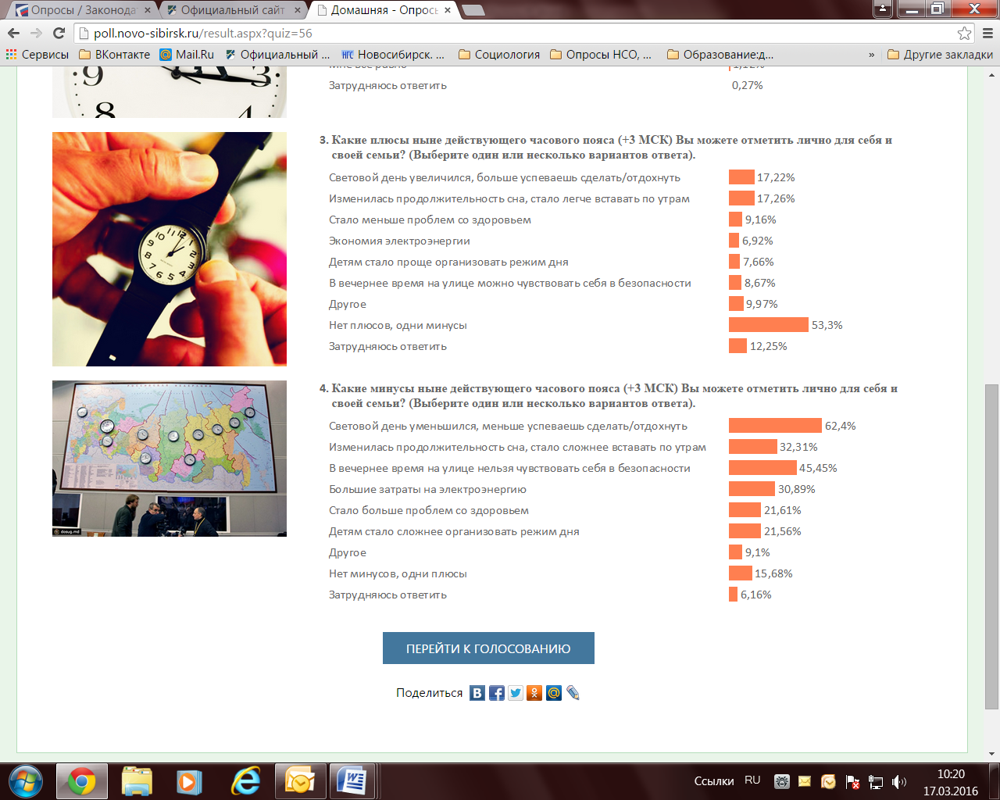 Опросы / Законода
Официальный сайт
Домашняя - Опросы
poll.novo-sibirsk.ru/result.aspx?quiz=56
Сервисы
ВКонтакте
Mail.Ru
Официальный ...
НГС Новосибирск. ...
Социология
Опросы НСО, ...
Образование:д...
»
Другие закладки
Мне все равно 1,12%
Затрудняюсь ответить 0,27%
3. Какие плюсы ныне действующего часового пояса (+3 МСК) Вы можете отметить лично для себя и
своей семьи? (Выберите один или несколько вариантов ответа).
Световой день увеличился, больше успеваешь сделать/отдохнуть 17,22%
Изменилась продолжительность сна, стало легче вставать по утрам 17,26%
Стало меньше проблем со здоровьем 9,16%
Экономия электроэнергии 6,92%
Детям стало проще организовать режим дня 7,66%
В вечернее время на улице можно чувствовать себя в безопасности 8,67%
Другое 9,97%
Нет плюсов, одни минусы 53,3%
Затрудняюсь ответить 12,25%
4. Какие минусы ныне действующего часового пояса (+3 МСК) Вы можете отметить лично для себя и
своей семьи? (Выберите один или несколько вариантов ответа).
Световой день уменьшился, меньше успеваешь сделать/отдохнуть 62,4%
Изменилась продолжительность сна, стало сложнее вставать по утрам 32,31%
В вечернее время на улице нельзя чувствовать себя в безопасности 45,45%
Большие затраты на электроэнергию 30,89%
Стало больше проблем со здоровьем 21,61%
Детям стало сложнее организовать режим дня 21,56%
Другое 9,1%
Нет минусов, одни плюсы 15,68%
Затрудняюсь ответить 6,16%
dosug.md
ПЕРЕЙТИ К ГОЛОСОВАНИЮ
Поделиться
Ссылки
RU
10:20
17.03.2016